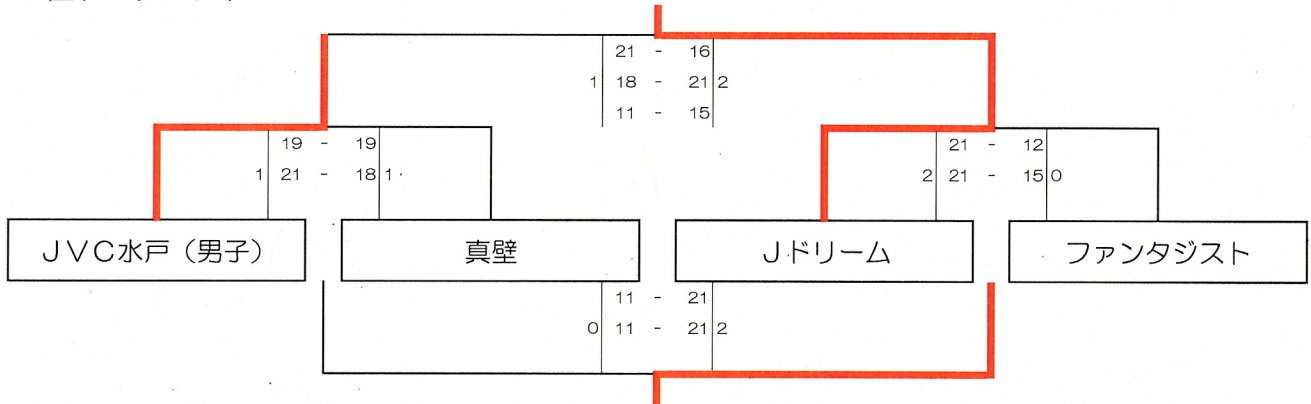 21 - 16
1 18 - 21 2
11 - 15
19 - 19
1 21 - 18 1
21 - 12
2 21 - 15 0
JVC水戸(男子)
真壁
Jドリーム
ファンタジスト
11 - 21
0 11 - 21 2